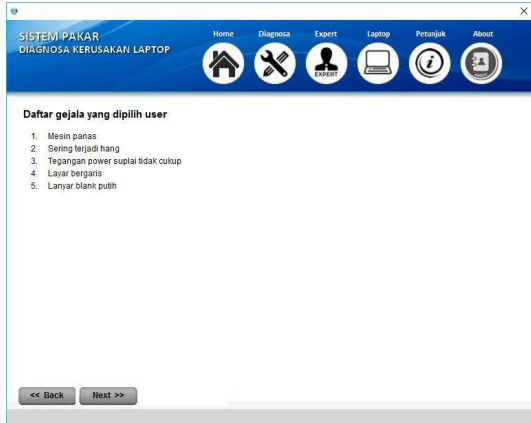 SISTEM PAKAR
DIAGNOSA KERUSAKAN LAPTOP
Home Diagnosa Expert Laptop Petunjuk About
EXPERT
Daftar gejala yang dipilih user
1. Mesin panas
2. Sering terjadi hang
3. Tegangan power suplai tidak cukup
4. Layar bergaris
5. Lanyar blank putih
<< Back Next >>